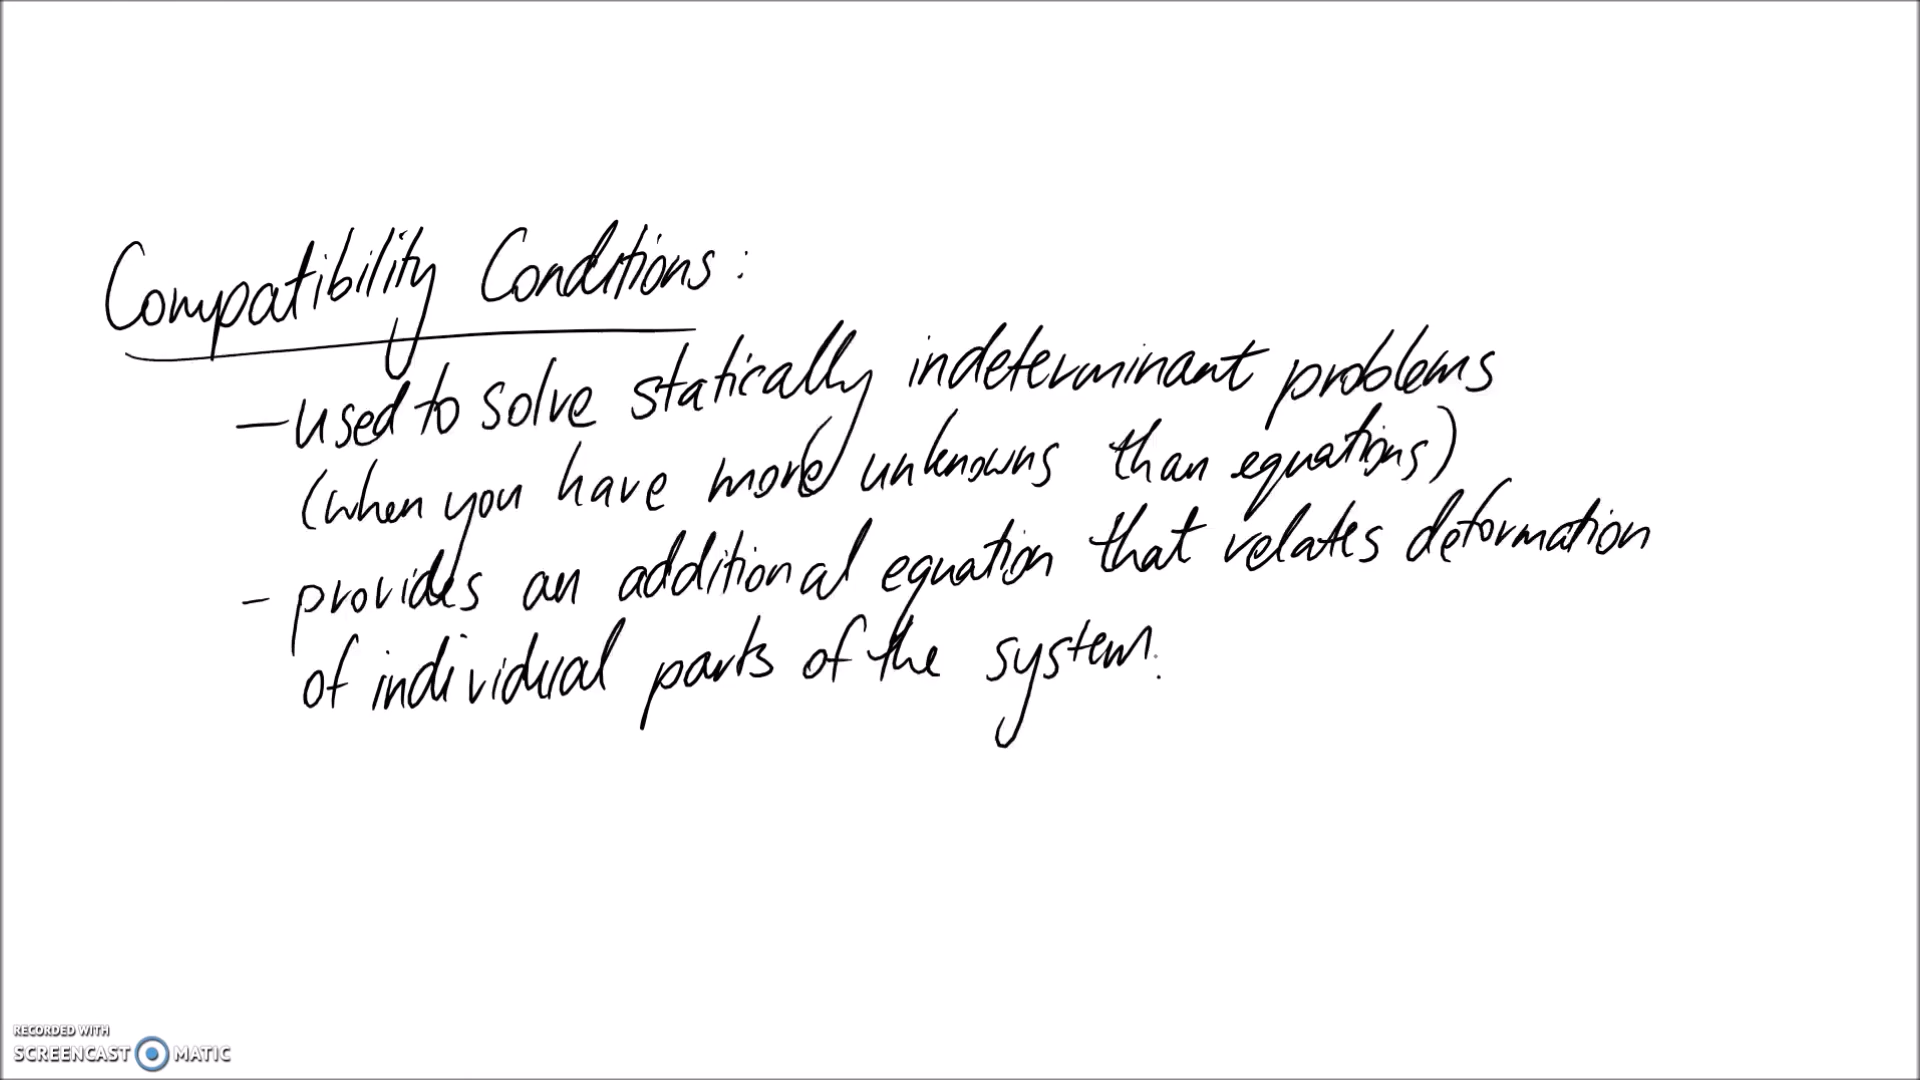 Compatibility Conditions:
- used to solve statically indeterminant problems
(when you have more unknowns than equations)
- provides an additional equation that relates deformation
of individual parts of the system.
RECORDED WITH
SCREENCAST MATIC